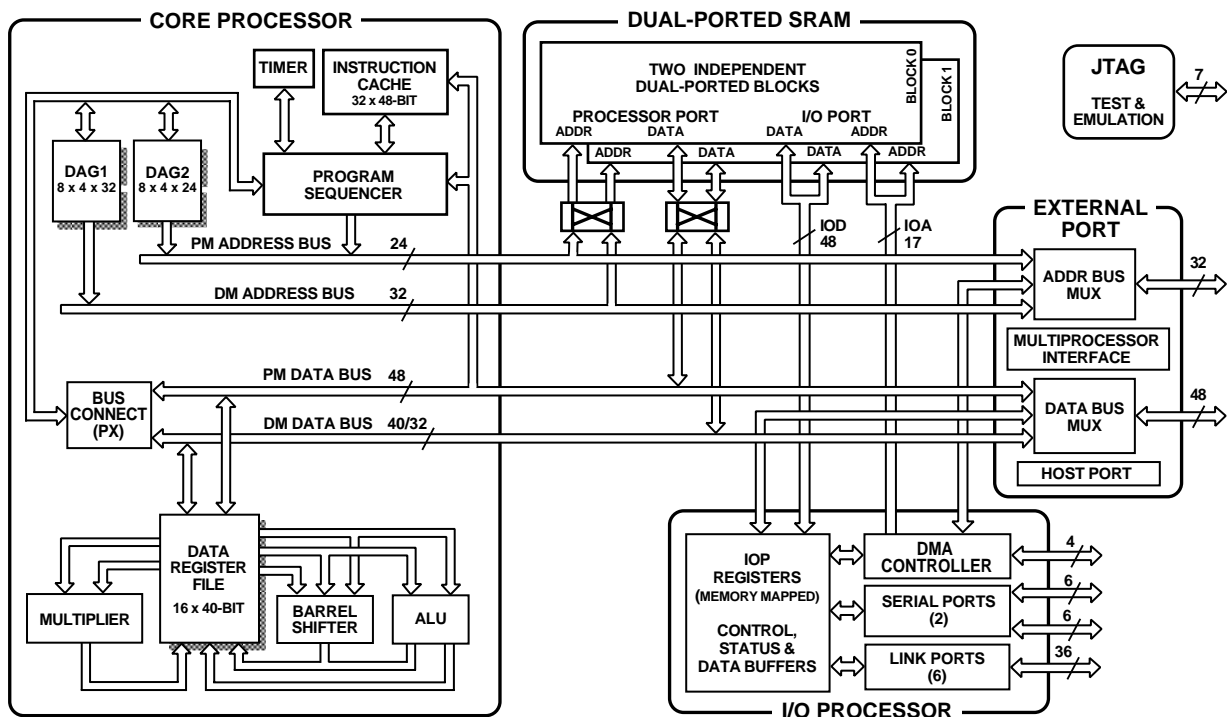 CORE PROCESSOR
TIMER
INSTRUCTION
CACHE
32 x 48-BIT
DAG1
8 x 4 x 32
DAG2
8 x 4 x 24
PROGRAM
SEQUENCER
PM ADDRESS BUS 24
DM ADDRESS BUS 32
PM DATA BUS 48
BUS
CONNECT
(PX)
DM DATA BUS 40/32
DATA
REGISTER
FILE
16 x 40-BIT
MULTIPLIER
BARREL
SHIFTER
ALU
DUAL-PORTED SRAM
TWO INDEPENDENT
DUAL-PORTED BLOCKS
BLOCK 0
BLOCK 1
PROCESSOR PORT
I/O PORT
ADDR DATA DATA ADDR
ADDR DATA DATA ADDR
IOD
48
IOA
17
JTAG
TEST &
EMULATION
7
EXTERNAL
PORT
ADDR BUS
MUX
32
MULTIPROCESSOR
INTERFACE
DATA BUS
MUX
48
HOST PORT
IOP
REGISTERS
(MEMORY MAPPED)
CONTROL,
STATUS &
DATA BUFFERS
DMA
CONTROLLER
4
SERIAL PORTS
(2)
6
6
LINK PORTS
(6)
36
I/O PROCESSOR